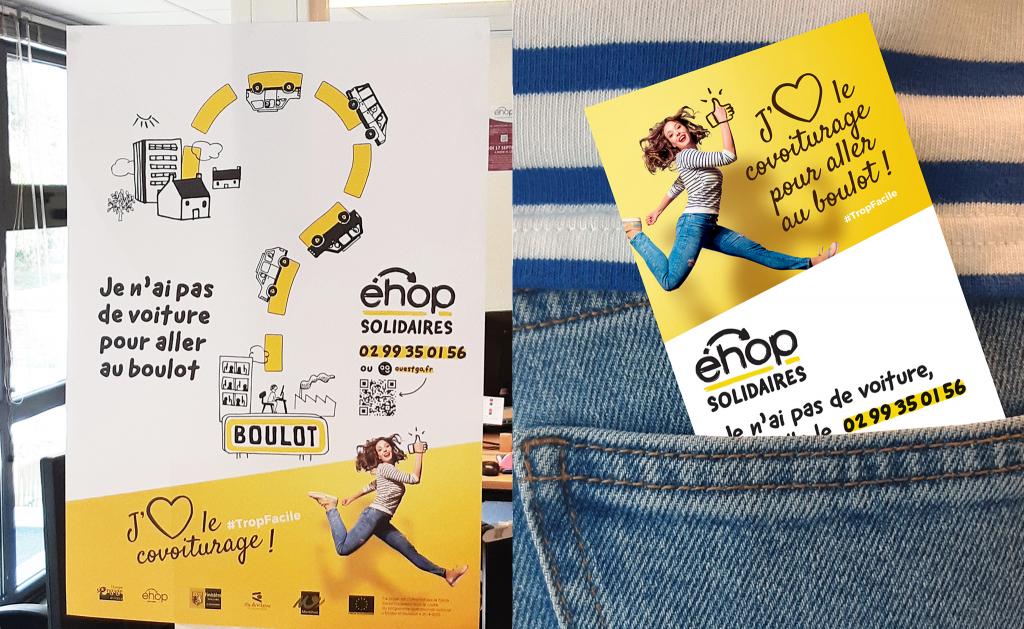 Je n'ai pas
de voiture
pour aller
au boulot
éhop
SOLIDAIRES
02 99 35 01 56
ou ouestgo.fr
BOULOT
J'♡ le #TropFacile
covoiturage !
éhop
éhop
J'♡ le
covoiturage
pour aller
au boulot !
#TropFacile
éhop
SOLIDAIRES
Je n'ai pas de voiture,
02 99 35 01 56